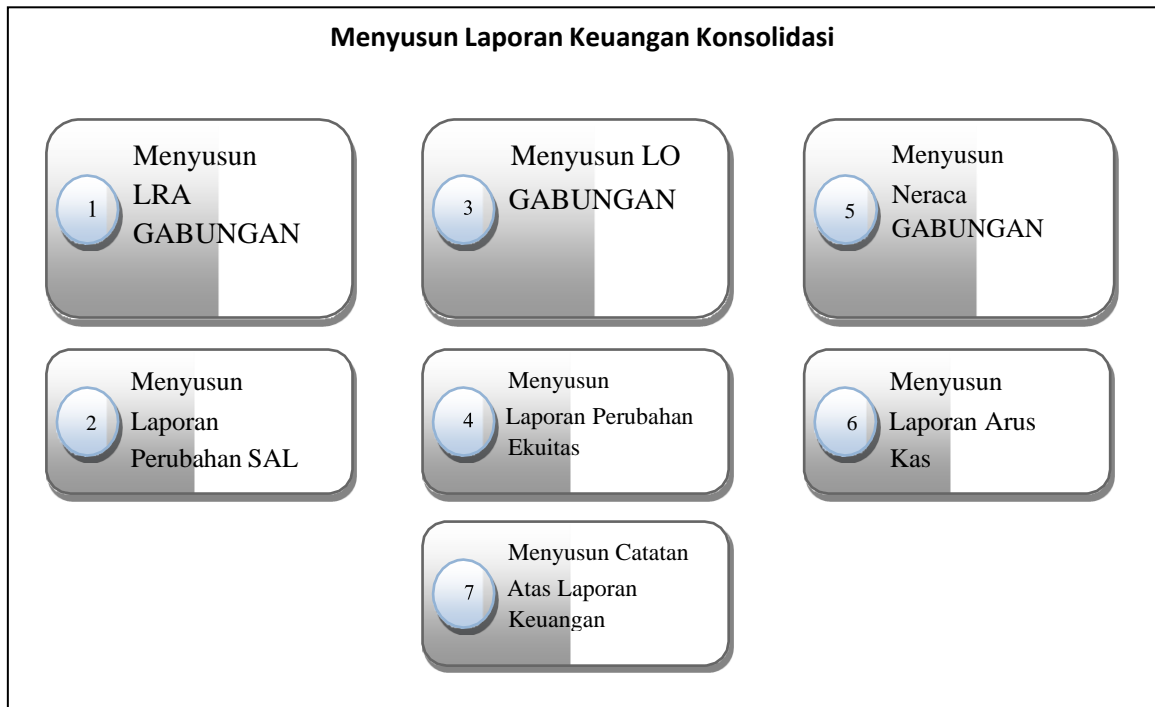 Menyusun Laporan Keuangan Konsolidasi
1
Menyusun
LRA
GABUNGAN
3
Menyusun LO
GABUNGAN
5
Menyusun
Neraca
GABUNGAN
2
Menyusun
Laporan
Perubahan SAL
4
Menyusun
Laporan Perubahan
Ekuitas
6
Menyusun
Laporan Arus
Kas
7
Menyusun Catatan
Atas Laporan
Keuangan